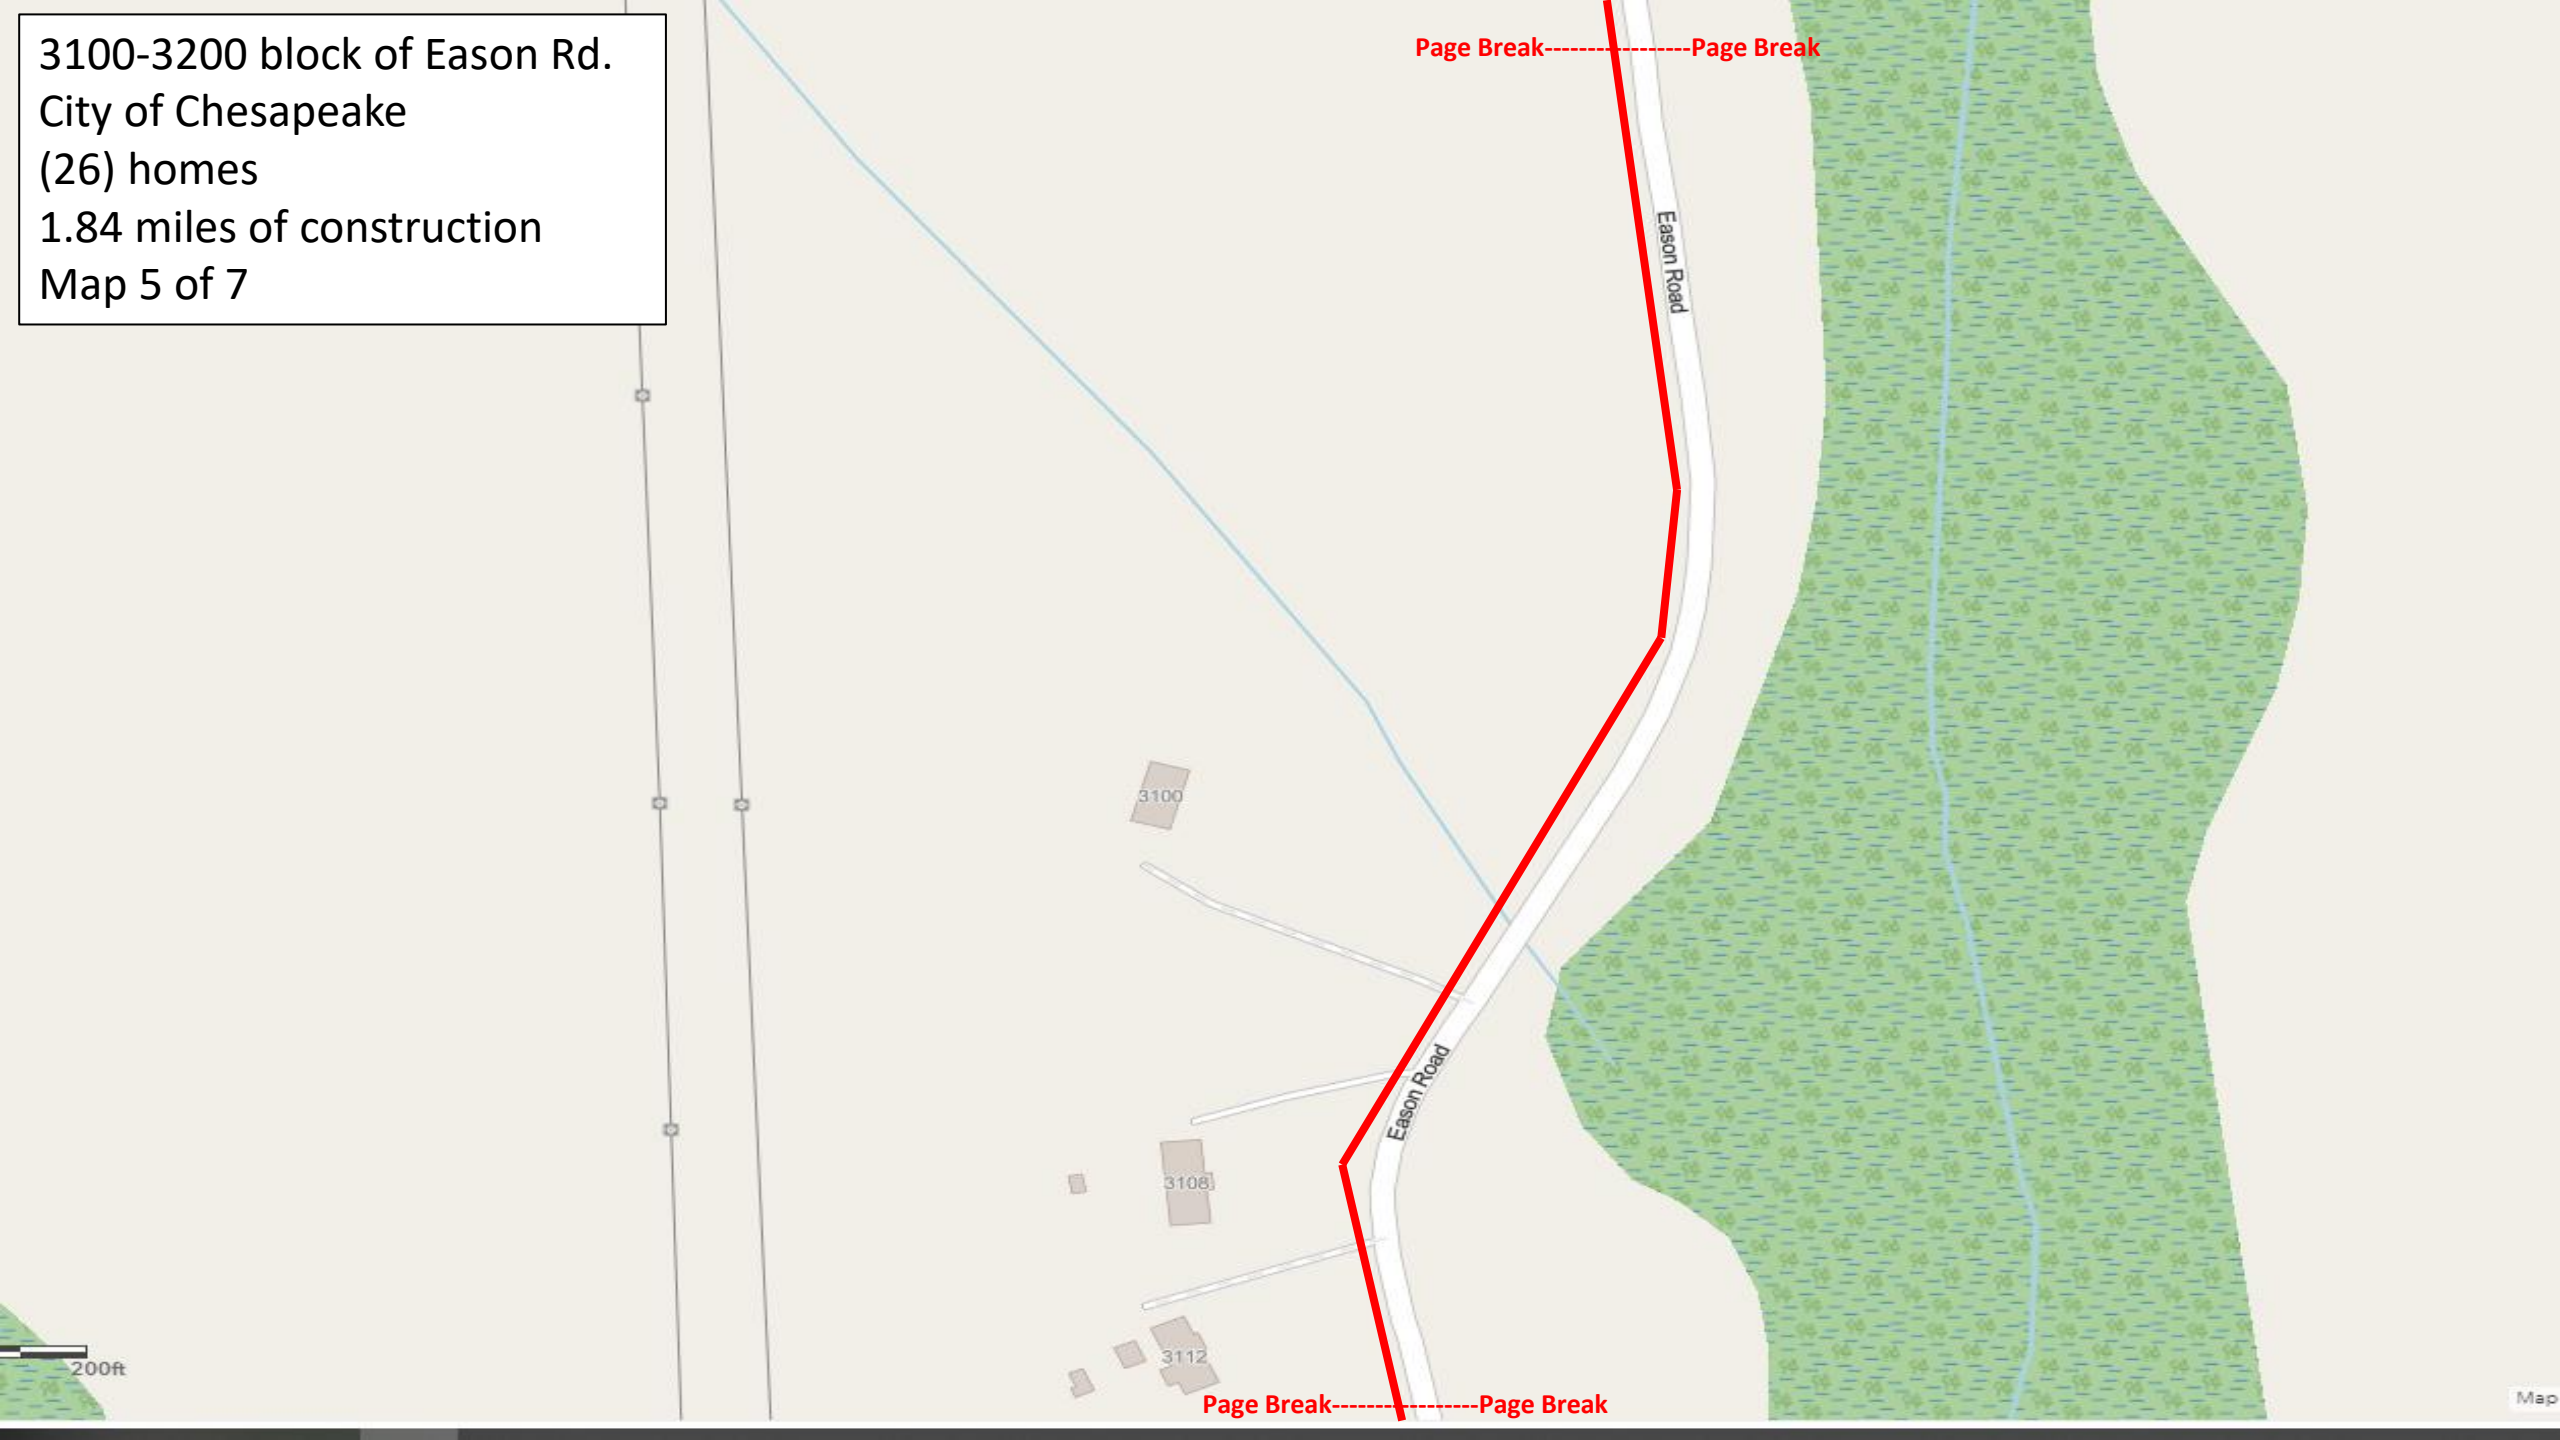 3100-3200 block of Eason Rd.
City of Chesapeake
(26) homes
1.84 miles of construction
Map 5 of 7
Page Break-----------------Page Break
Eason Road
3100
Eason Road
3108
3112
200ft
Page Break-----------------Page Break
Map